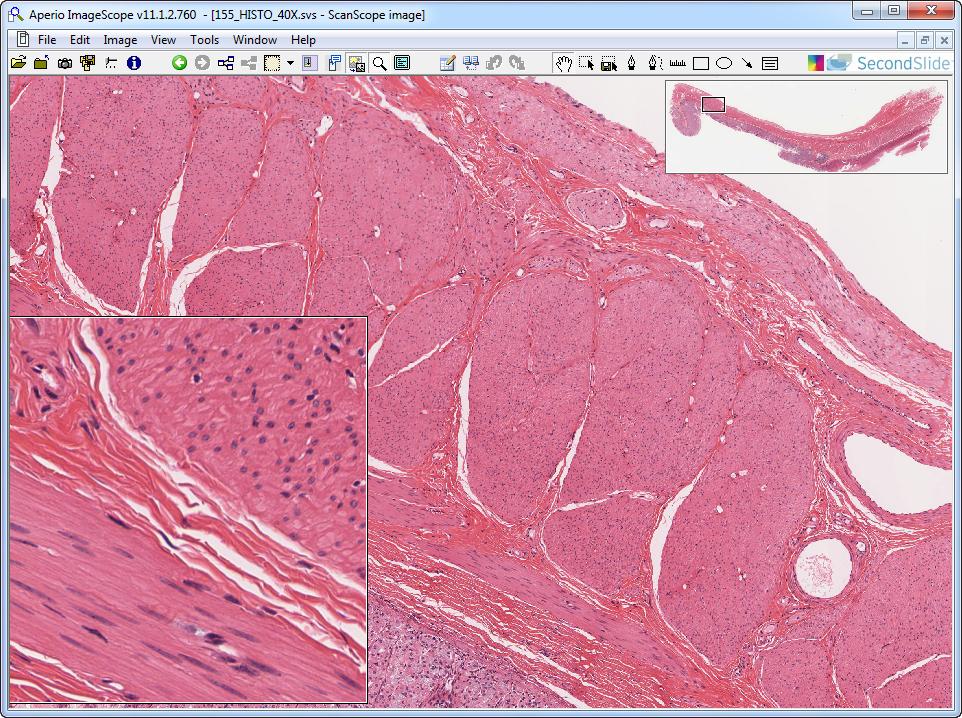 Aperio ImageScope v11.1.2.760 - [155_HISTO_40X.svs - ScanScope image]
File Edit Image View Tools Window Help
SecondSlide